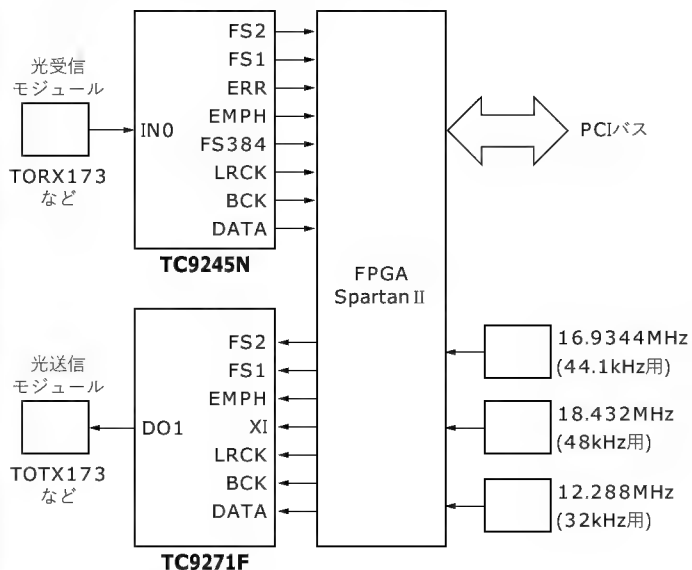 光受信
モジュール
TORX173
など
IN0
FS2
FS1
ERR
EMPH
FS384
LRCK
BCK
DATA
TC9245N
FPGA
Spartan Ⅱ
PCIバス
光送信
モジュール
TOTX173
など
DO1
FS2
FS1
EMPH
XI
LRCK
BCK
DATA
TC9271F
16.9344MHz
(44.1kHz用)
18.432MHz
(48kHz用)
12.288MHz
(32kHz用)